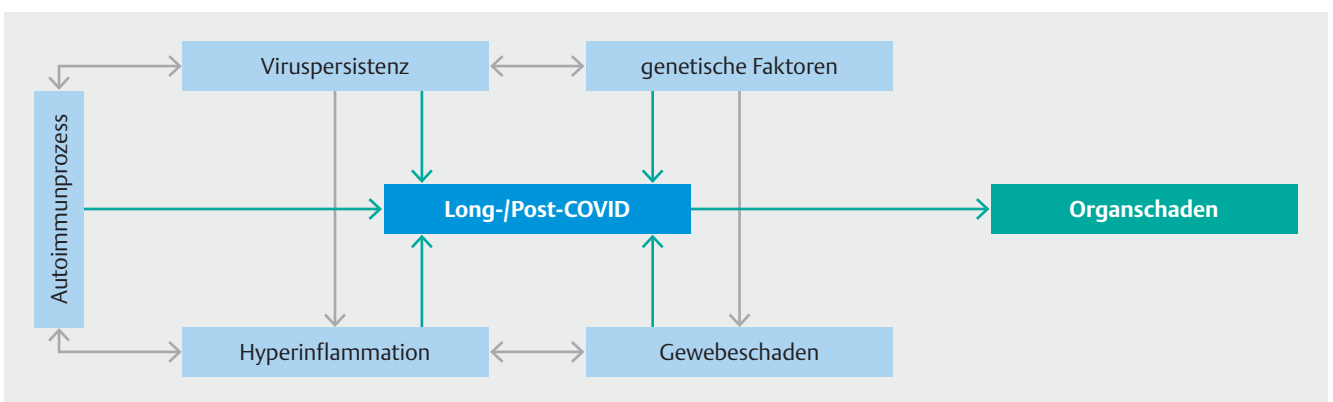 Viruspersistenz
genetische Faktoren
Autoimmunprozess
Long-/Post-COVID
Organschaden
Hyperinflammation
Gewebeschaden